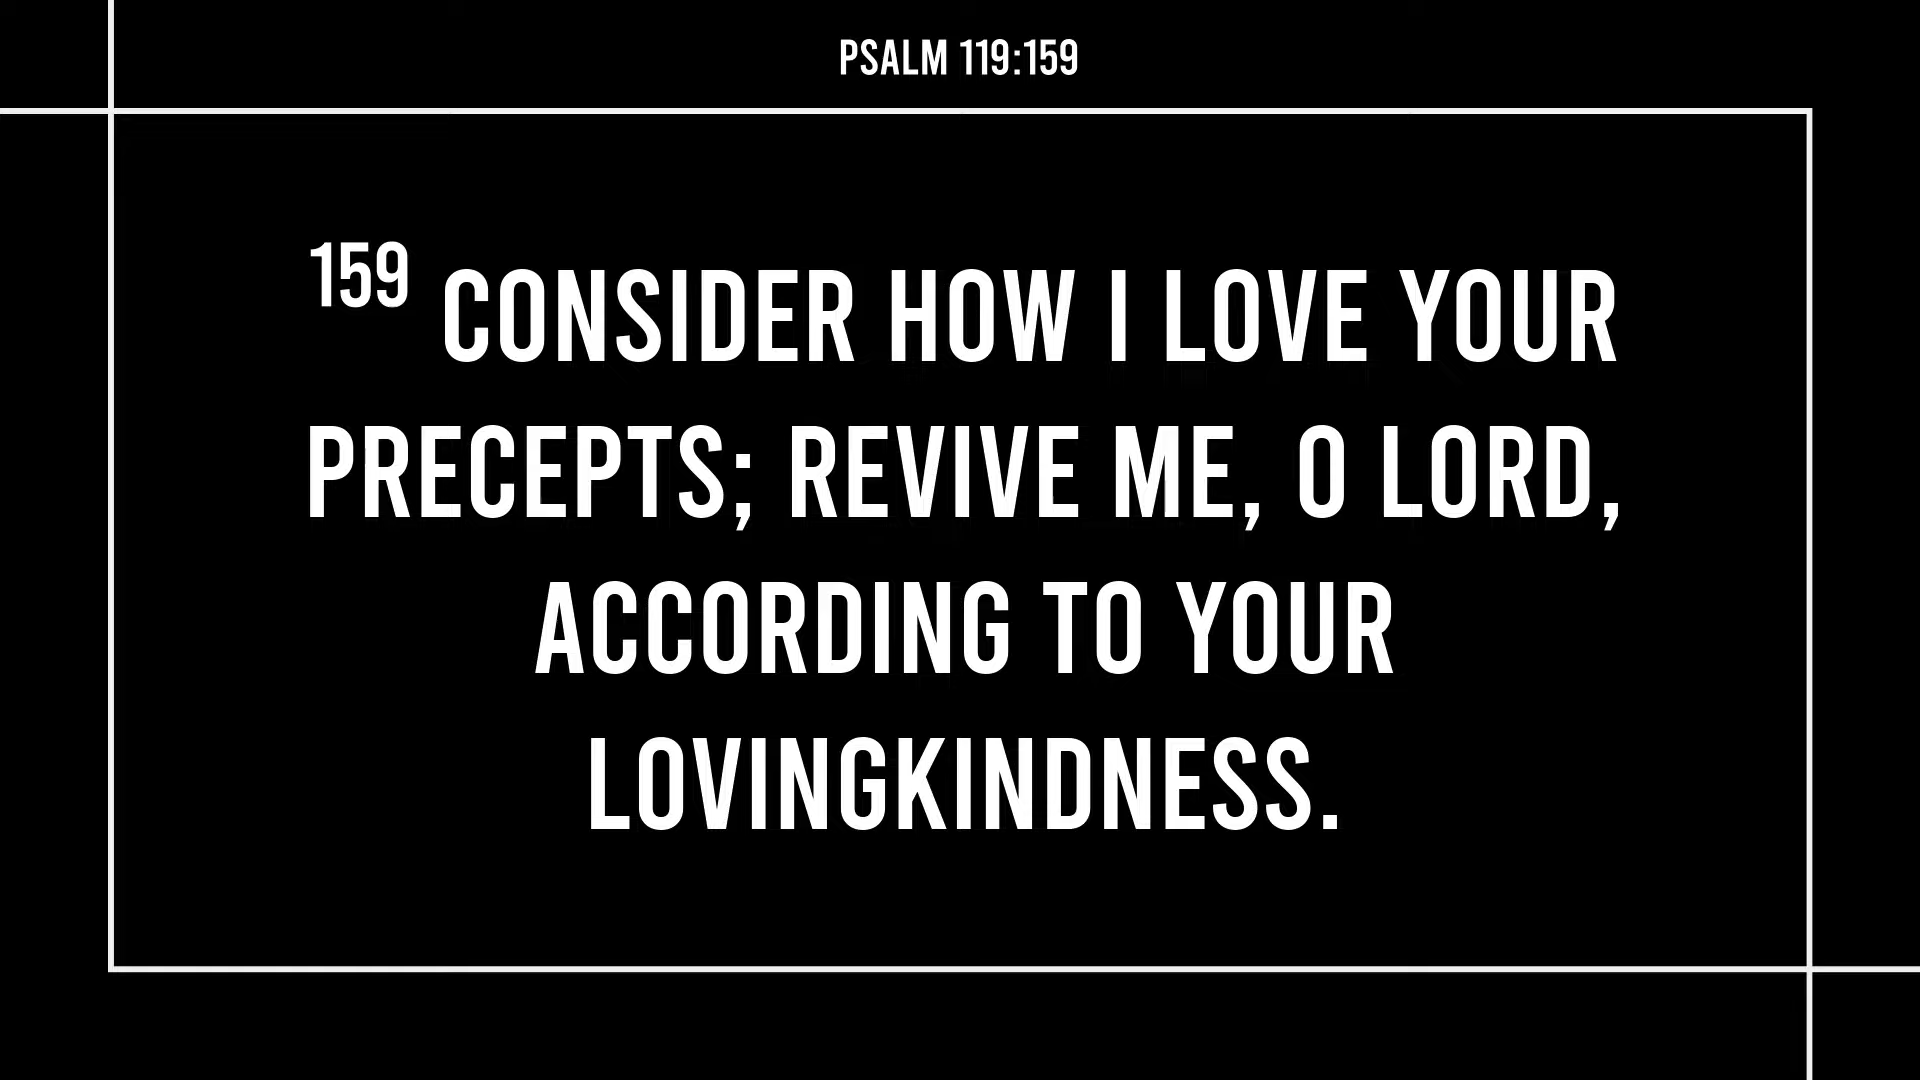 PSALM 119:159
159 CONSIDER HOW I LOVE YOUR
PRECEPTS; REVIVE ME, O LORD,
ACCORDING TO YOUR
LOVINGKINDNESS.